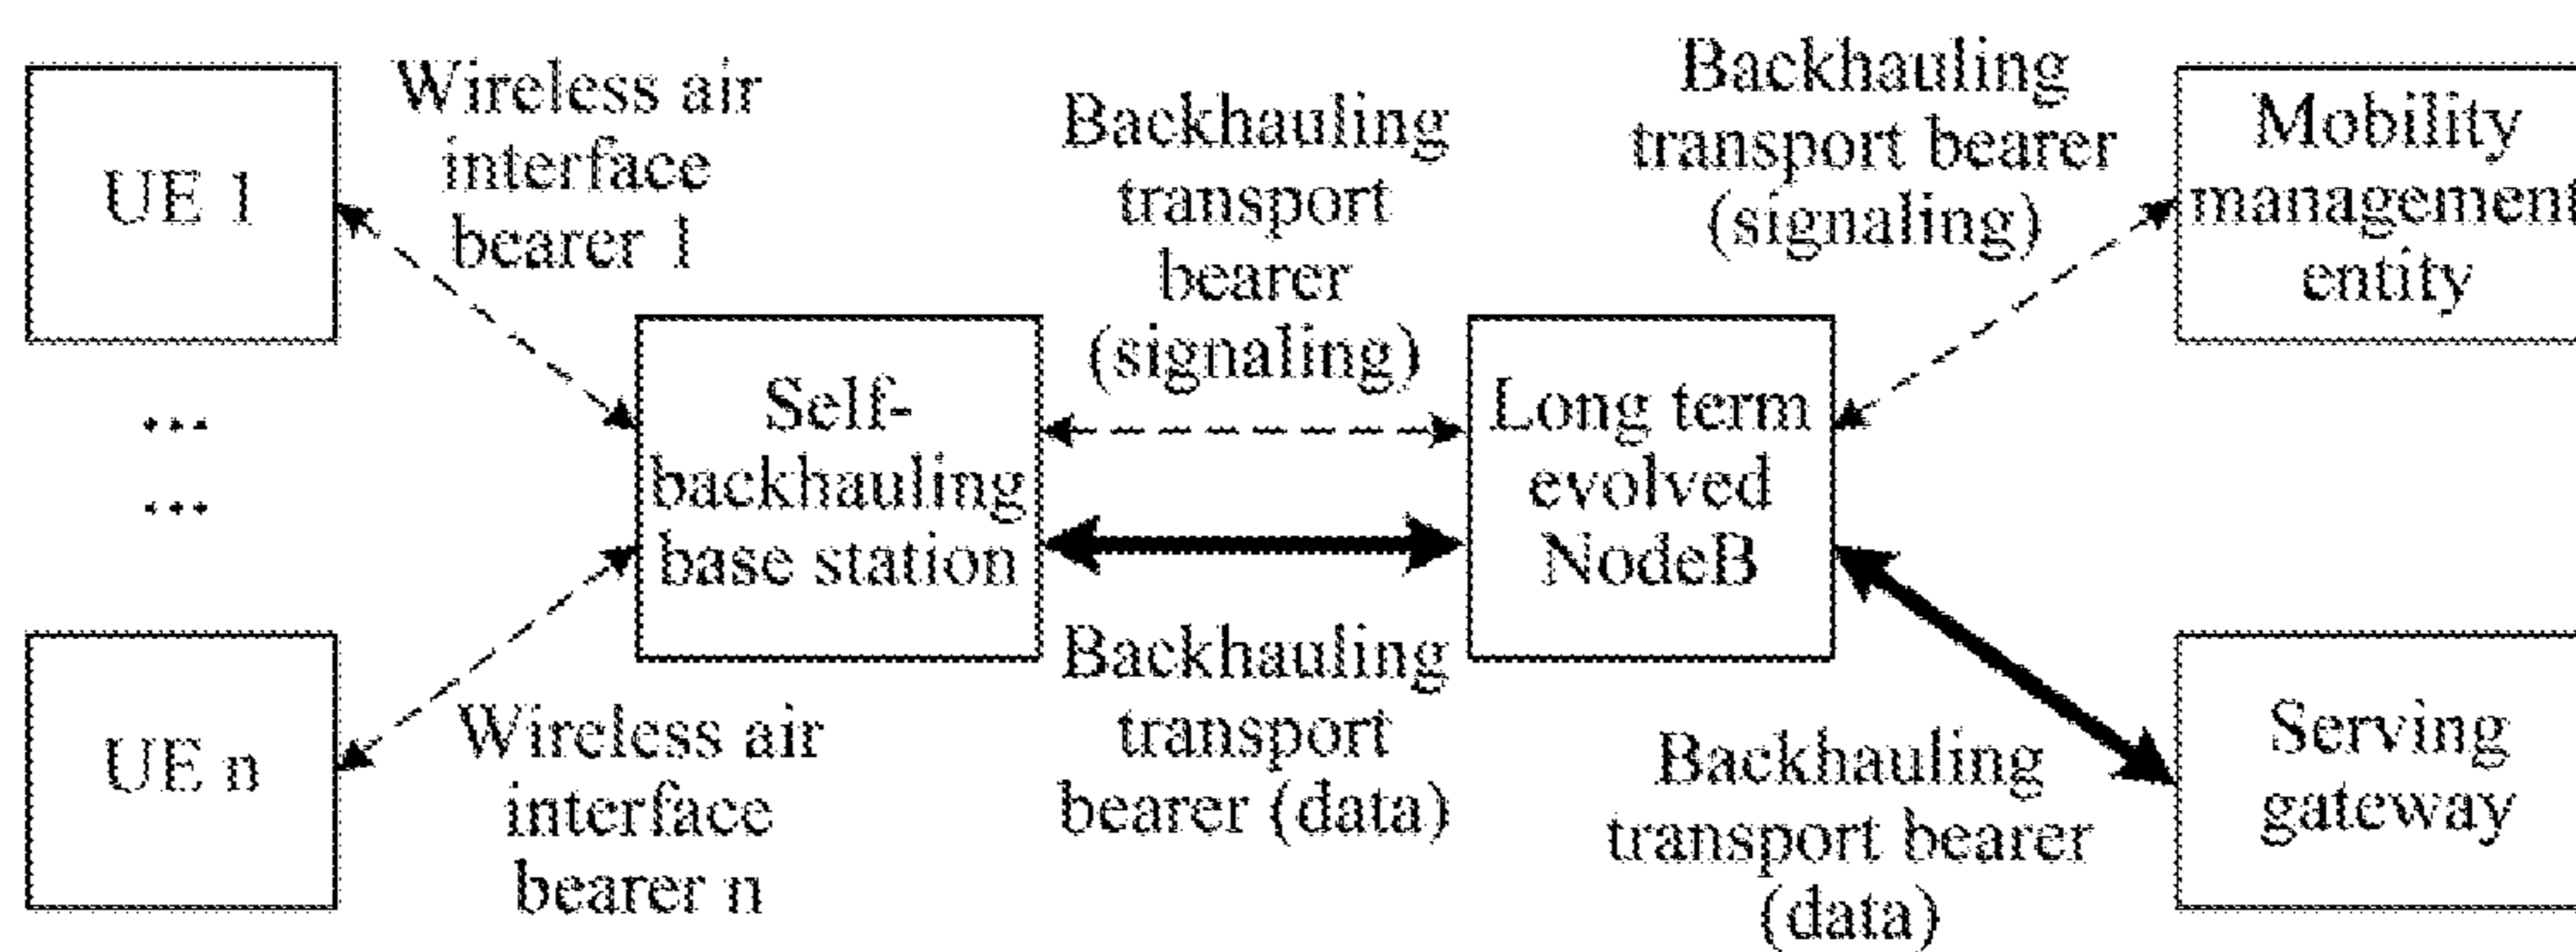 UE 1
Wireless air
interface
bearer 1
Backhauling
transport
bearer
(signaling)
Backhauling
transport bearer
(signaling)
Mobility
management
entity
...
...
Self-
backhauling
base station
Long term
evolved
NodeB
UE n
Wireless air
interface
bearer n
Backhauling
transport
bearer (data)
Backhauling
transport bearer
(data)
Serving
gateway